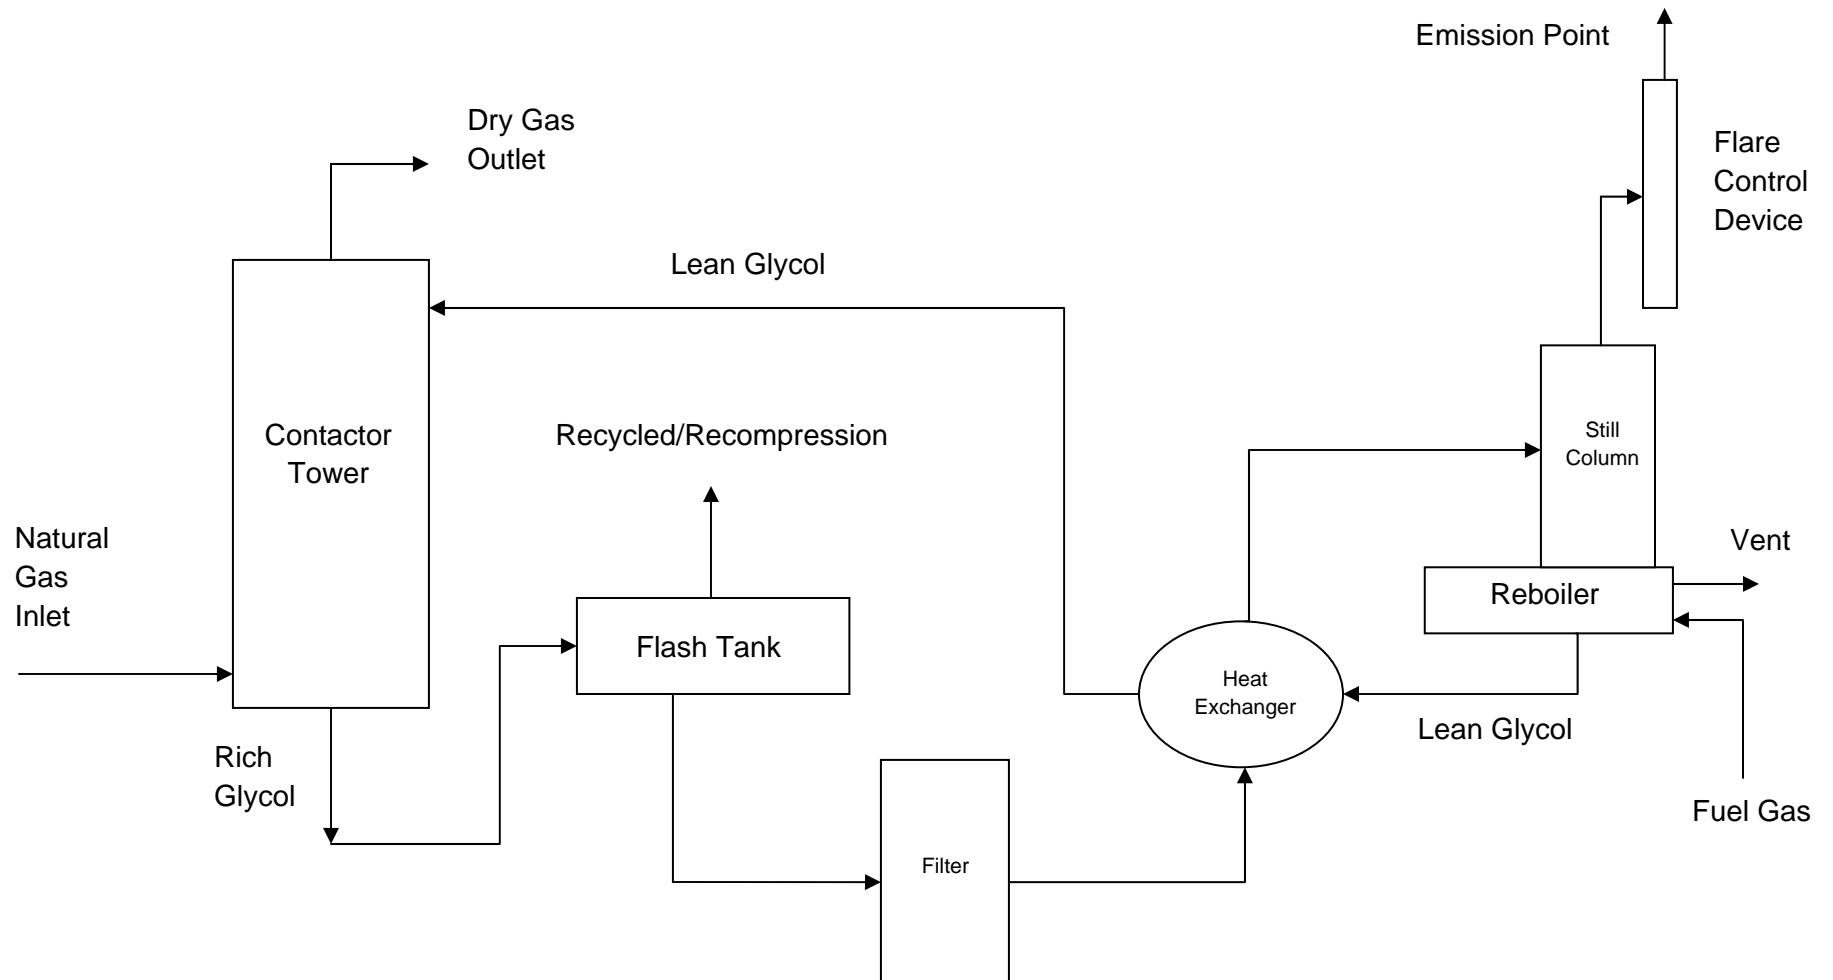 Emission Point
Dry Gas
Outlet
Flare
Control
Device
Lean Glycol
Contactor
Tower
Recycled/Recompression
Still
Column
Natural
Gas
Inlet
Vent
Reboiler
Flash Tank
Heat
Exchanger
Lean Glycol
Rich
Glycol
Fuel Gas
Filter